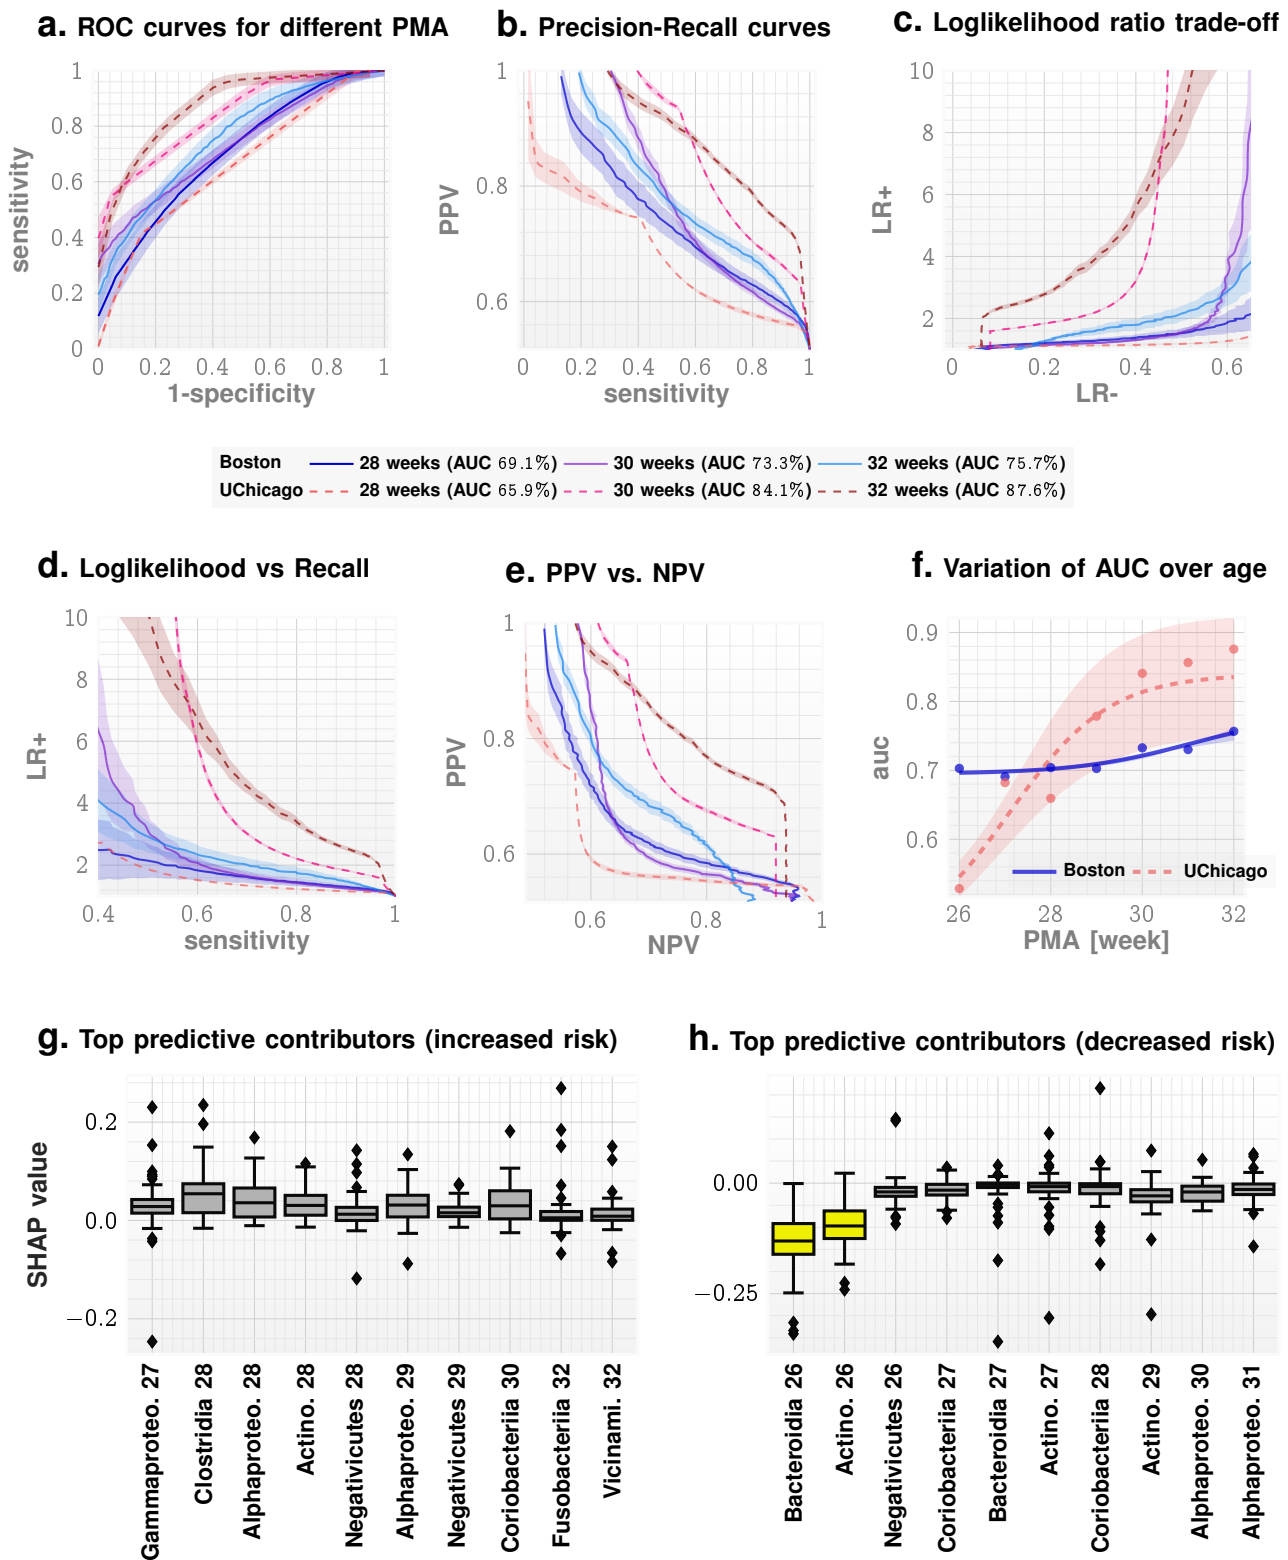 a. ROC curves for different PMA
1
0.8
0.6
0.4
0.2
0
sensitivity
0 0.2 0.4 0.6 0.8 1
1-specificity
b. Precision-Recall curves
1
0.8
0.6
PPV
0 0.2 0.4 0.6 0.8 1
sensitivity
c. Loglikelihood ratio trade-off
10
8
6
4
2
LR+
0 0.2 0.4 0.6
LR-
Boston 28 weeks (AUC 69.1%) 30 weeks (AUC 73.3%) 32 weeks (AUC 75.7%)
UChicago 28 weeks (AUC 65.9%) 30 weeks (AUC 84.1%) 32 weeks (AUC 87.6%)
d. Loglikelihood vs Recall
10
8
6
4
2
LR+
0.4 0.6 0.8 1
sensitivity
e. PPV vs. NPV
1
0.8
0.6
PPV
0.6 0.8 1
NPV
f. Variation of AUC over age
0.9
0.8
0.7
0.6
auc
Boston UChicago
26 28 30 32
PMA [week]
g. Top predictive contributors (increased risk)
0.2
0.0
−0.2
SHAP value
Gammaproteo. 27
Clostridia 28
Alphaproteo. 28
Actino. 28
Negativicutes 28
Alphaproteo. 29
Negativicutes 29
Coriobacteriia 30
Fusobacteriia 32
Vicinami. 32
h. Top predictive contributors (decreased risk)
0.00
−0.25
Bacteroidia 26
Actino. 26
Negativicutes 26
Coriobacteriia 27
Bacteroidia 27
Actino. 27
Coriobacteriia 28
Actino. 29
Alphaproteo. 30
Alphaproteo. 31